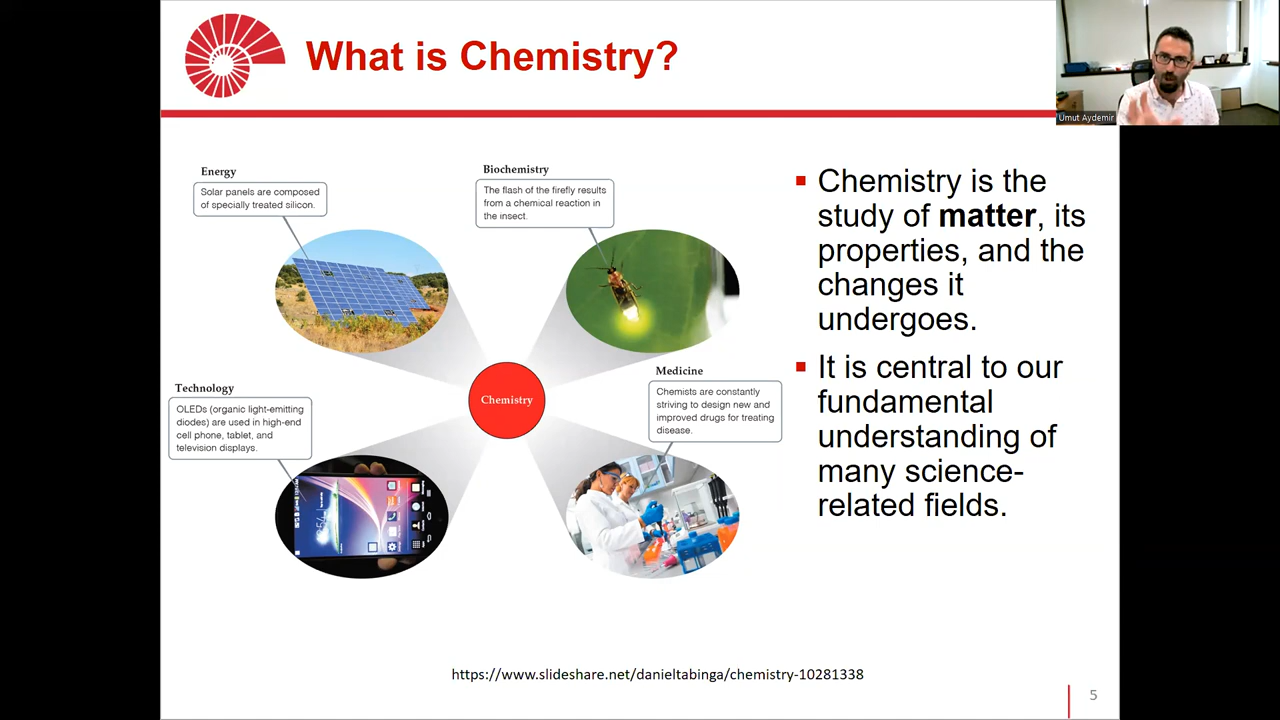 What is Chemistry?
Umut Aydemir
Energy
Solar panels are composed
of specially treated silicon.
Biochemistry
The flash of the firefly results
from a chemical reaction in
the insect.
Technology
OLEDs (organic light-emitting
diodes) are used in high-end
cell phone, tablet, and
television displays.
Chemistry
Medicine
Chemists are constantly
striving to design new and
improved drugs for treating
disease.
▪ Chemistry is the
study of matter, its
properties, and the
changes it
undergoes.
▪ It is central to our
fundamental
understanding of
many science-
related fields.
https://www.slideshare.net/danieltabinga/chemistry-10281338
5